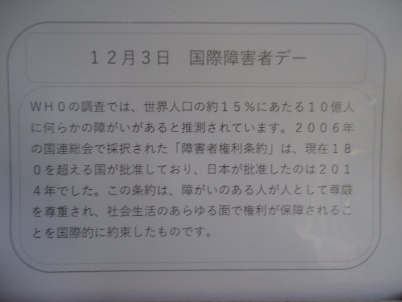 12月3日 国際障害者デー
WHOの調査では、世界人口の約15%にあたる10億人
に何らかの障がいがあると推測されています。2006年
の国連総会で採択された「障害者権利条約」は、現在18
0を超える国が批准しており、日本が批准したのは201
4年でした。この条約は、障がいのある人が人として尊厳
を尊重され、社会生活のあらゆる面で権利が保障されるこ
とを国際的に約束したものです。